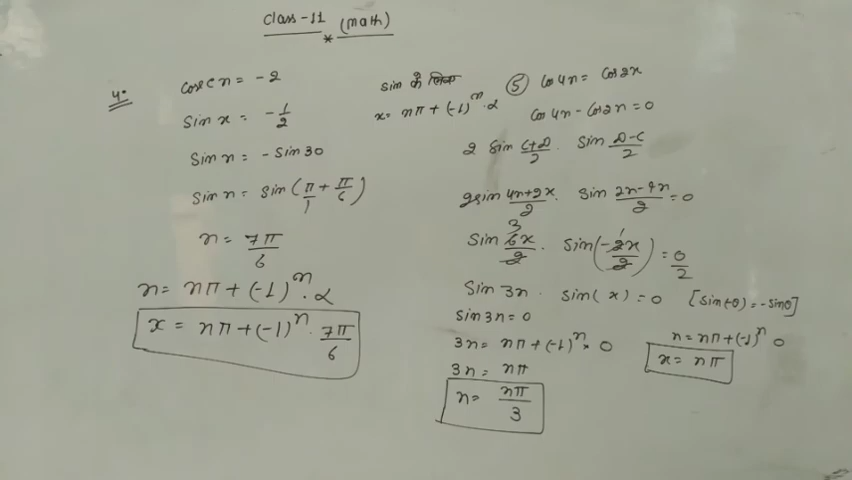 Class-11 (math)
*
4.
cosec x = -2
sin x = -1/2
sin x = - sin 30
sin x = sin (π/1 + π/6)
x = 7π/6
x = nπ + (-1)^n . α
x = nπ + (-1)^n . 7π/6
sin के लिए
x = nπ + (-1)^n . α
(5) cos 4x = cos 2x
cos 4x - cos 2x = 0
2 sin C+D/2 . sin D-C/2
2 sin 4x+2x/2 . sin 2x-4x/2 = 0
sin 6x/2 . sin(-2x/2) = 0/2
sin 3x . sin( x) = 0 [sin(-θ) = -sinθ]
sin 3x = 0
3x = nπ + (-1)^n × 0
3x = nπ
x = nπ/3
x = nπ + (-1)^n 0
x = nπ